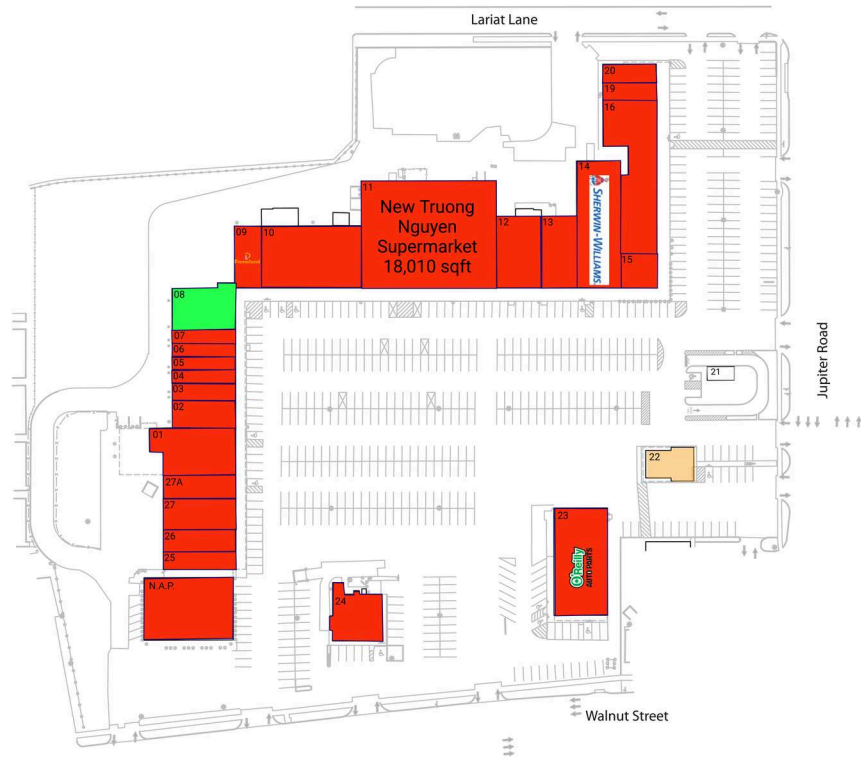 Lariat Lane
20
19
16
14
SHERWIN-WILLIAMS.
11
New Truong
Nguyen
Supermarket
18,010 sqft
09
10
12
13
15
08
07
06
05
04
03
02
01
27A
27
26
25
N.A.P.
21
Jupiter Road
22
23
O'Reilly
AUTO PARTS
24
Walnut Street